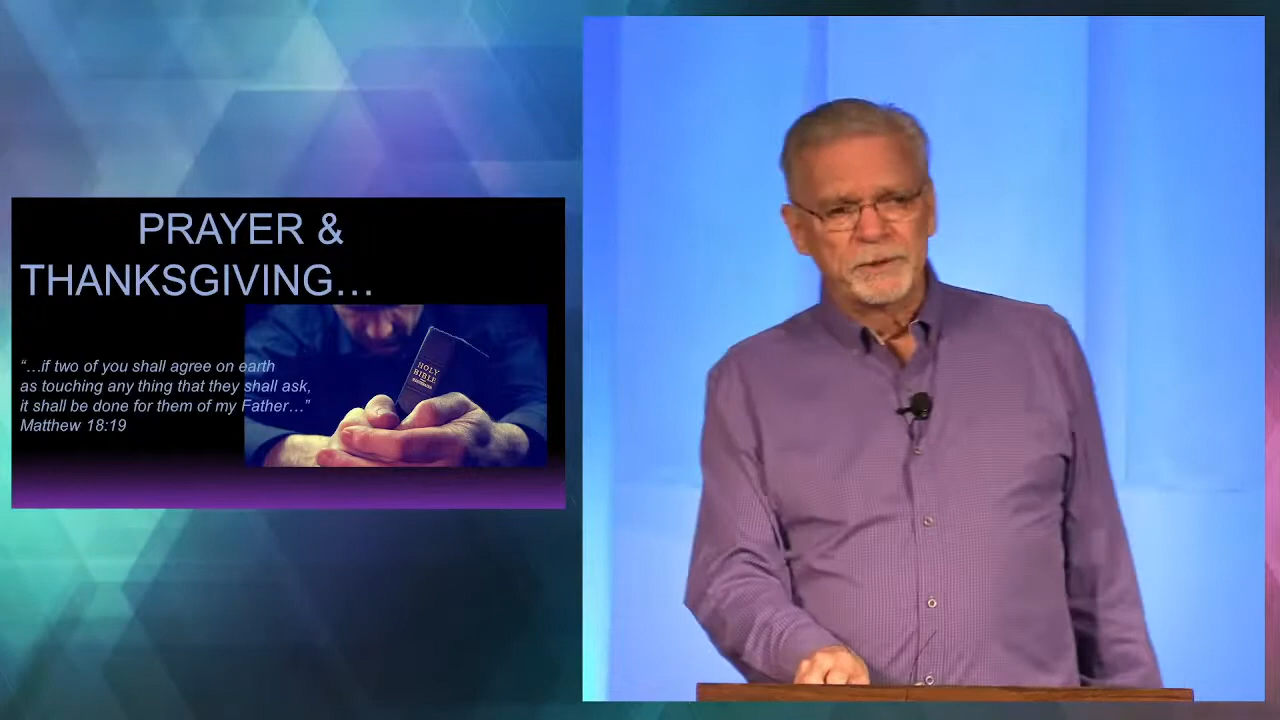 PRAYER &
THANKSGIVING…
“…if two of you shall agree on earth
as touching any thing that they shall ask,
it shall be done for them of my Father…”
Matthew 18:19
HOLY
BIBLE